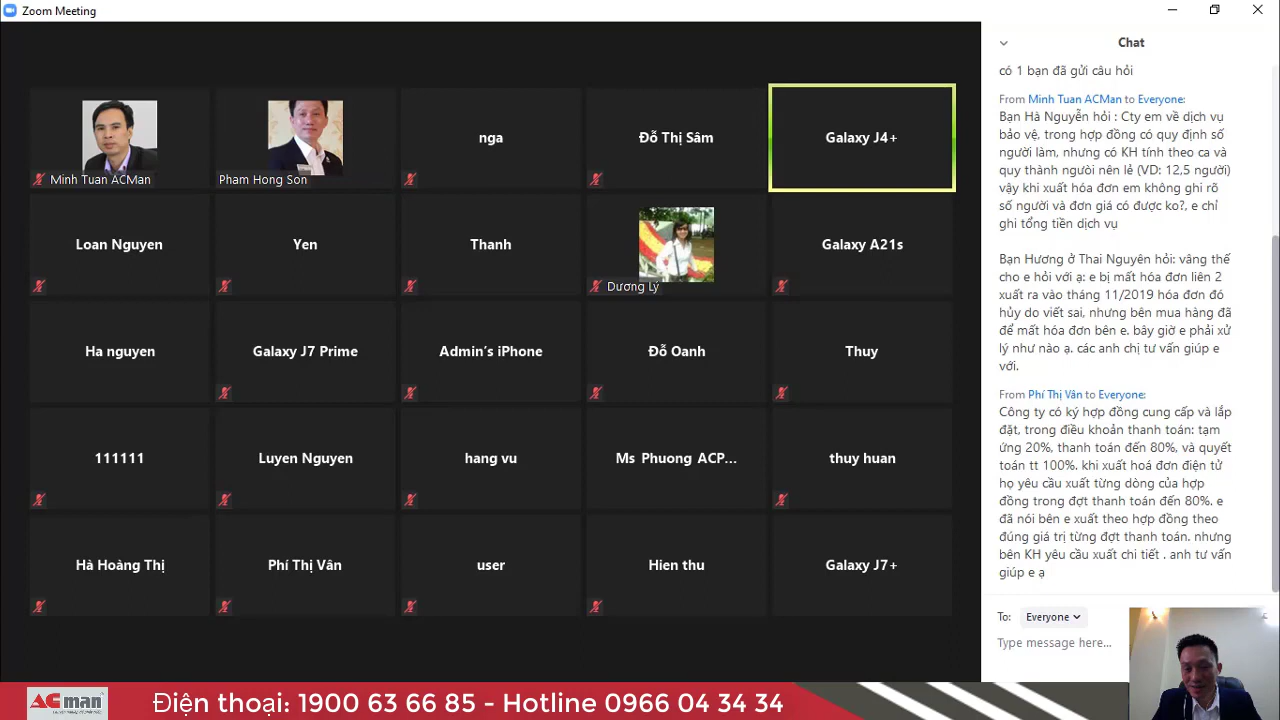 Zoom Meeting
Minh Tuan ACMan
Pham Hong Son
nga
Đỗ Thị Sâm
Galaxy J4+
Loan Nguyen
Yen
Thanh
Dương Lý
Galaxy A21s
Ha nguyen
Galaxy J7 Prime
Admin's iPhone
Đỗ Oanh
Thuy
111111
Luyen Nguyen
hang vu
Ms Phuong ACP...
thuy huan
Hà Hoàng Thị
Phí Thị Vân
user
Hien thu
Galaxy J7+
Chat
có 1 bạn đã gửi câu hỏi
From Minh Tuan ACMan to Everyone:
Bạn Hà Nguyễn hỏi : Cty em về dịch vụ
bảo vệ, trong hợp đồng có quy định số
người làm, nhưng có KH tính theo ca và
quy thành người nên lẻ (VD: 12,5 người)
vậy khi xuất hóa đơn em không ghi rõ
số người và đơn giá có được ko?, e chỉ
ghi tổng tiền dịch vụ
Bạn Hương ở Thai Nguyên hỏi: vâng thế
cho e hỏi với ạ: e bị mất hóa đơn liên 2
xuất ra vào tháng 11/2019 hóa đơn đó
hủy do viết sai, nhưng bên mua hàng đã
để mất hóa đơn bên e. bây giờ e phải xử
lý như nào ạ. các anh chị tư vấn giúp e
với.
From Phí Thị Vân to Everyone:
Công ty có ký hợp đồng cung cấp và lắp
đặt, trong điều khoản thanh toán: tạm
ứng 20%, thanh toán đến 80%, và quyết
toán tt 100%. khi xuất hoá đơn điện tử
họ yêu cầu xuất từng dòng của hợp
đồng trong đợt thanh toán đến 80%. e
đã nói bên e xuất theo hợp đồng theo
đúng giá trị từng đợt thanh toán. nhưng
bên KH yêu cầu xuất chi tiết . anh tư vấn
giúp e ạ
To: Everyone
Type message here...
ACman
Điện thoại: 1900 63 66 85 - Hotline 0966 04 34 34